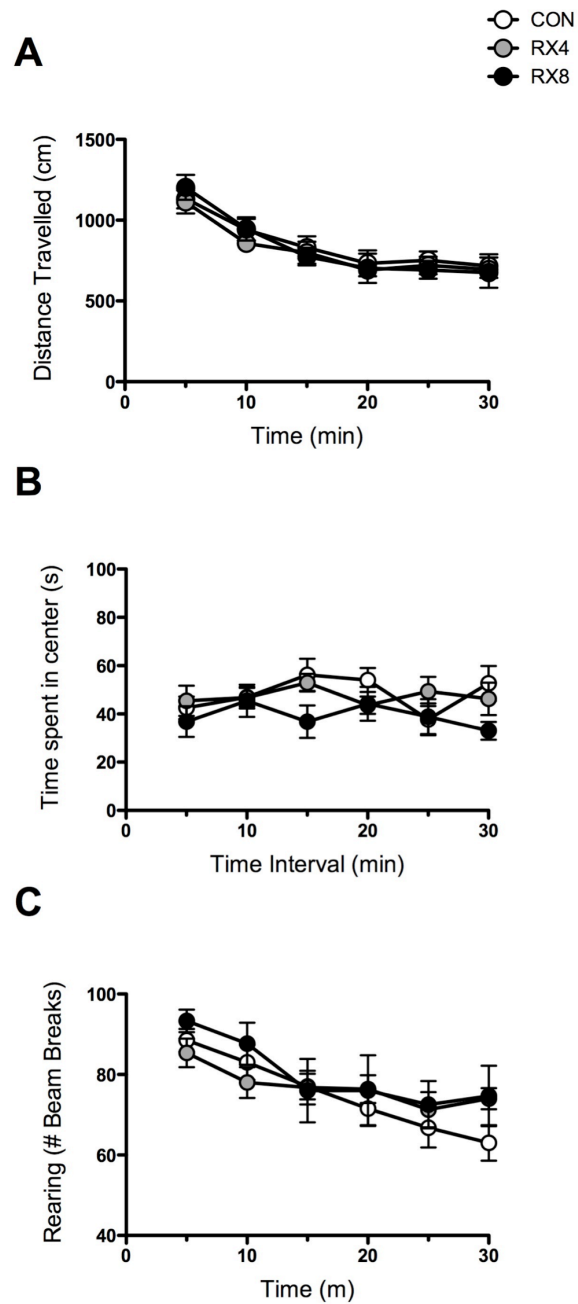 CON
RX4
RX8
A
Distance Travelled (cm)
1500
1000
500
0
0 10 20 30
Time (min)
B
Time spent in center (s)
100
80
60
40
20
0
0 10 20 30
Time Interval (min)
C
Rearing (# Beam Breaks)
100
80
60
40
0 10 20 30
Time (m)